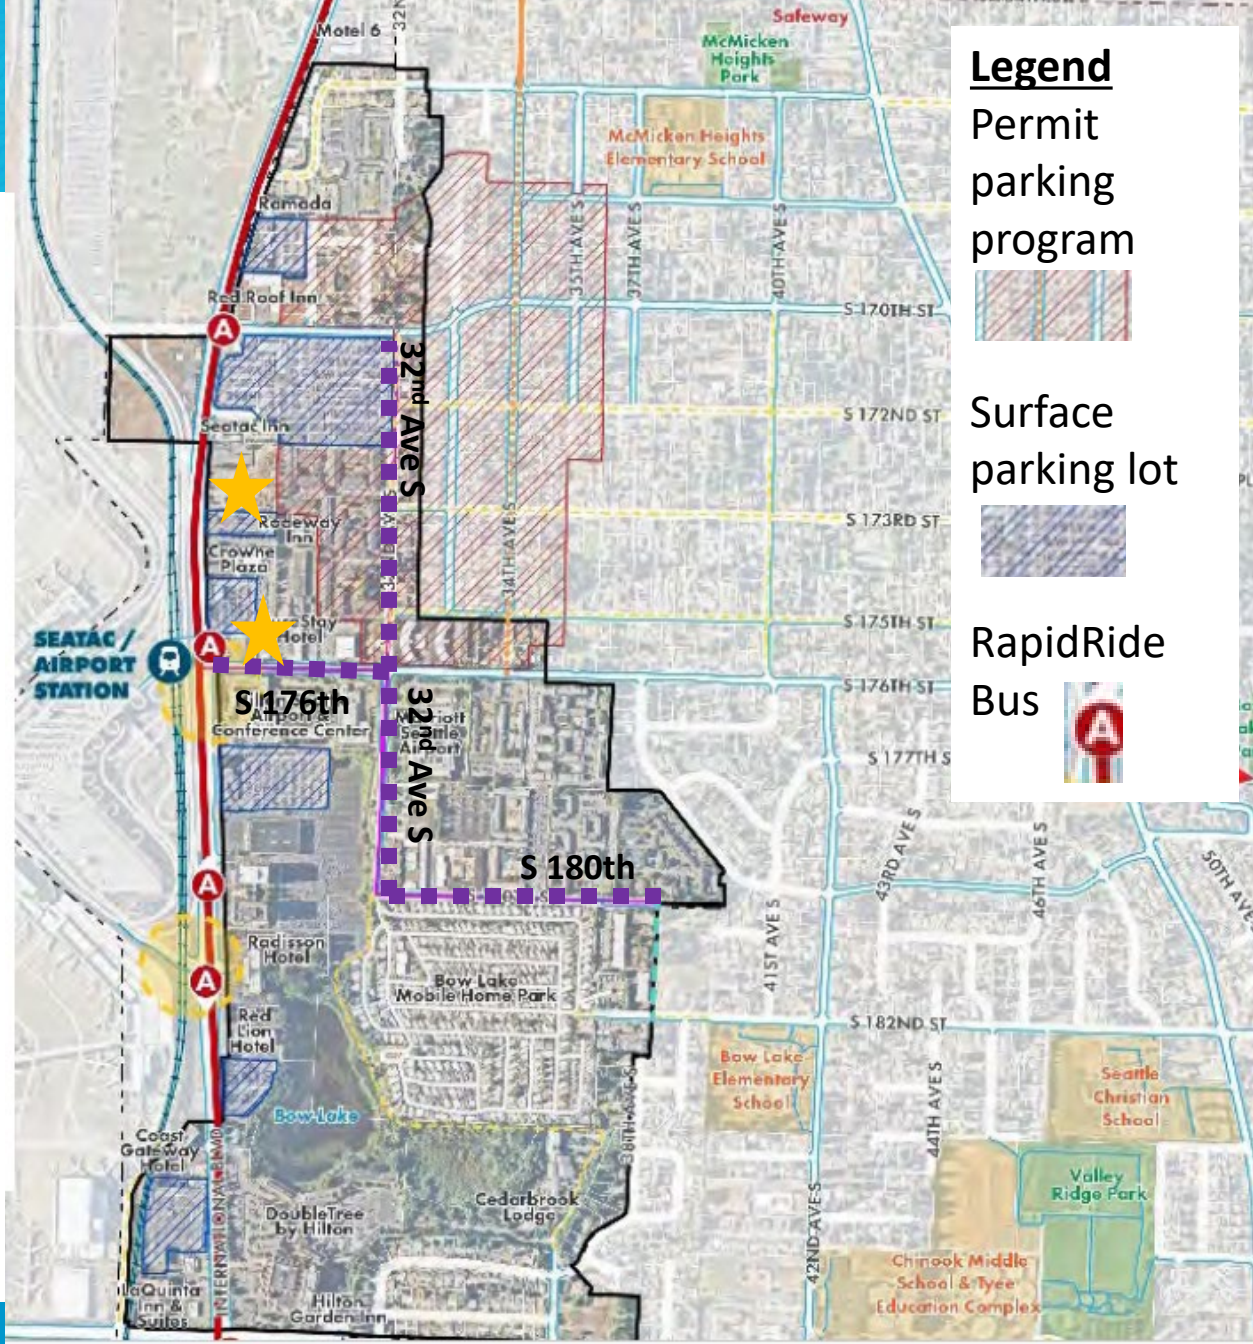 Motel 6
32N
Safeway
McMicken
Heights
Park
McMicken Heights
Elementary School
Ramada
35TH AVE S
37TH AVE S
40TH AVE S
Red Roof Inn
A
S 170TH ST
32nd Ave S
S 172ND ST
Seatac Inn
Rodeway
Inn
S 173RD ST
Crowne
Plaza
34TH AVE S
Stay
Hotel
S 175TH ST
SEATAC /
AIRPORT
STATION
A
S 176th
S 176TH ST
Airport &
Conference Center
32nd Ave S
Marriott
Seattle
Airport
S 177TH S
43RD AVE S
46TH AVE S
50TH AVE
S 180th
A
41ST AVE S
Radisson
Hotel
A
Bow Lake
Mobile Home Park
Red
Lion
Hotel
S 182ND ST
Bow Lake
Elementary
School
44TH AVE S
Seattle
Christian
School
Bow Lake
38TH AVE S
Coast
Gateway
Hotel
INTERNATIONAL BLVD
Valley
Ridge Park
DoubleTree
by Hilton
Cedarbrook
Lodge
42ND AVE S
LaQuinta
Inn &
Suites
Hilton
Garden Inn
Chinook Middle
School & Tyee
Education Complex
Legend
Permit
parking
program
Surface
parking lot
RapidRide
Bus
A